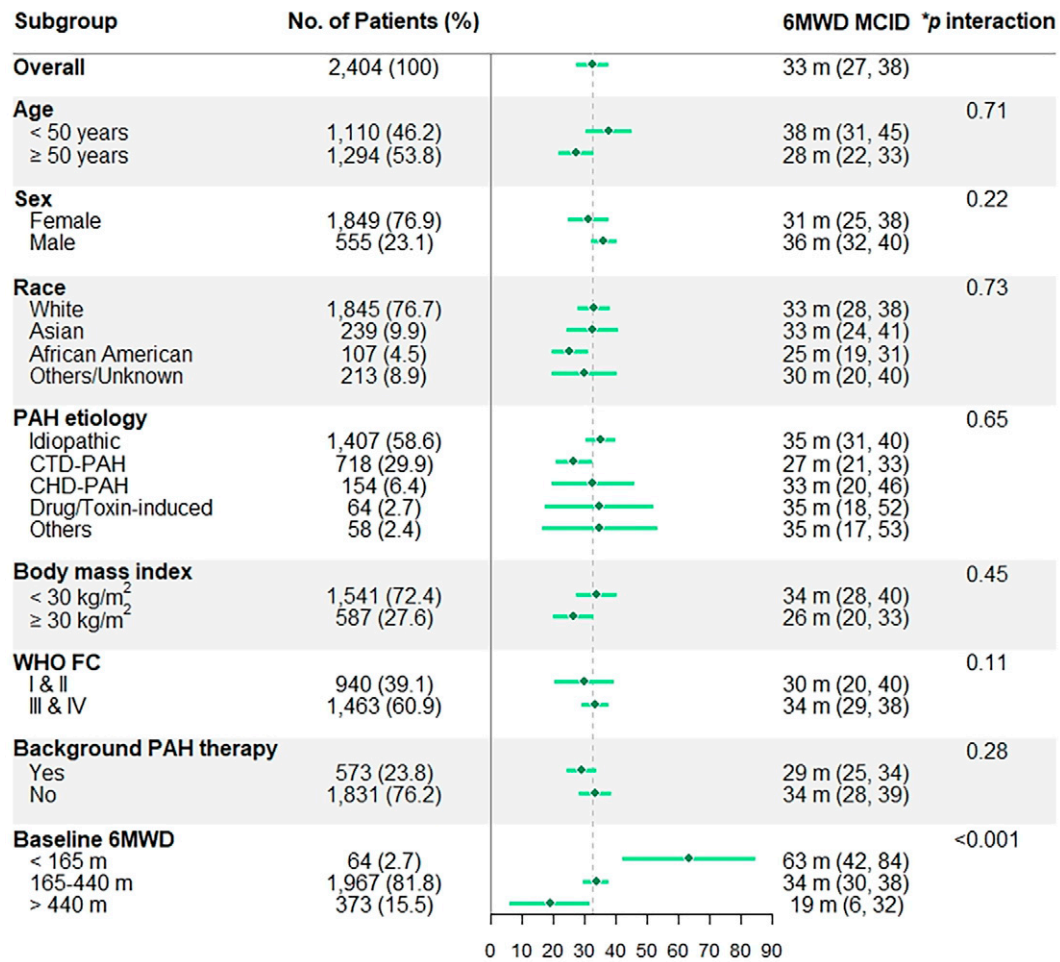 Subgroup No. of Patients (%) 6MWD MCID *p interaction
Overall 2,404 (100) 33 m (27, 38)
Age 0.71
< 50 years 1,110 (46.2) 38 m (31, 45)
≥ 50 years 1,294 (53.8) 28 m (22, 33)
Sex 0.22
Female 1,849 (76.9) 31 m (25, 38)
Male 555 (23.1) 36 m (32, 40)
Race 0.73
White 1,845 (76.7) 33 m (28, 38)
Asian 239 (9.9) 33 m (24, 41)
African American 107 (4.5) 25 m (19, 31)
Others/Unknown 213 (8.9) 30 m (20, 40)
PAH etiology 0.65
Idiopathic 1,407 (58.6) 35 m (31, 40)
CTD-PAH 718 (29.9) 27 m (21, 33)
CHD-PAH 154 (6.4) 33 m (20, 46)
Drug/Toxin-induced 64 (2.7) 35 m (18, 52)
Others 58 (2.4) 35 m (17, 53)
Body mass index 0.45
< 30 kg/m² 1,541 (72.4) 34 m (28, 40)
≥ 30 kg/m² 587 (27.6) 26 m (20, 33)
WHO FC 0.11
I & II 940 (39.1) 30 m (20, 40)
III & IV 1,463 (60.9) 34 m (29, 38)
Background PAH therapy 0.28
Yes 573 (23.8) 29 m (25, 34)
No 1,831 (76.2) 34 m (28, 39)
Baseline 6MWD <0.001
< 165 m 64 (2.7) 63 m (42, 84)
165-440 m 1,967 (81.8) 34 m (30, 38)
> 440 m 373 (15.5) 19 m (6, 32)
0 10 20 30 40 50 60 70 80 90